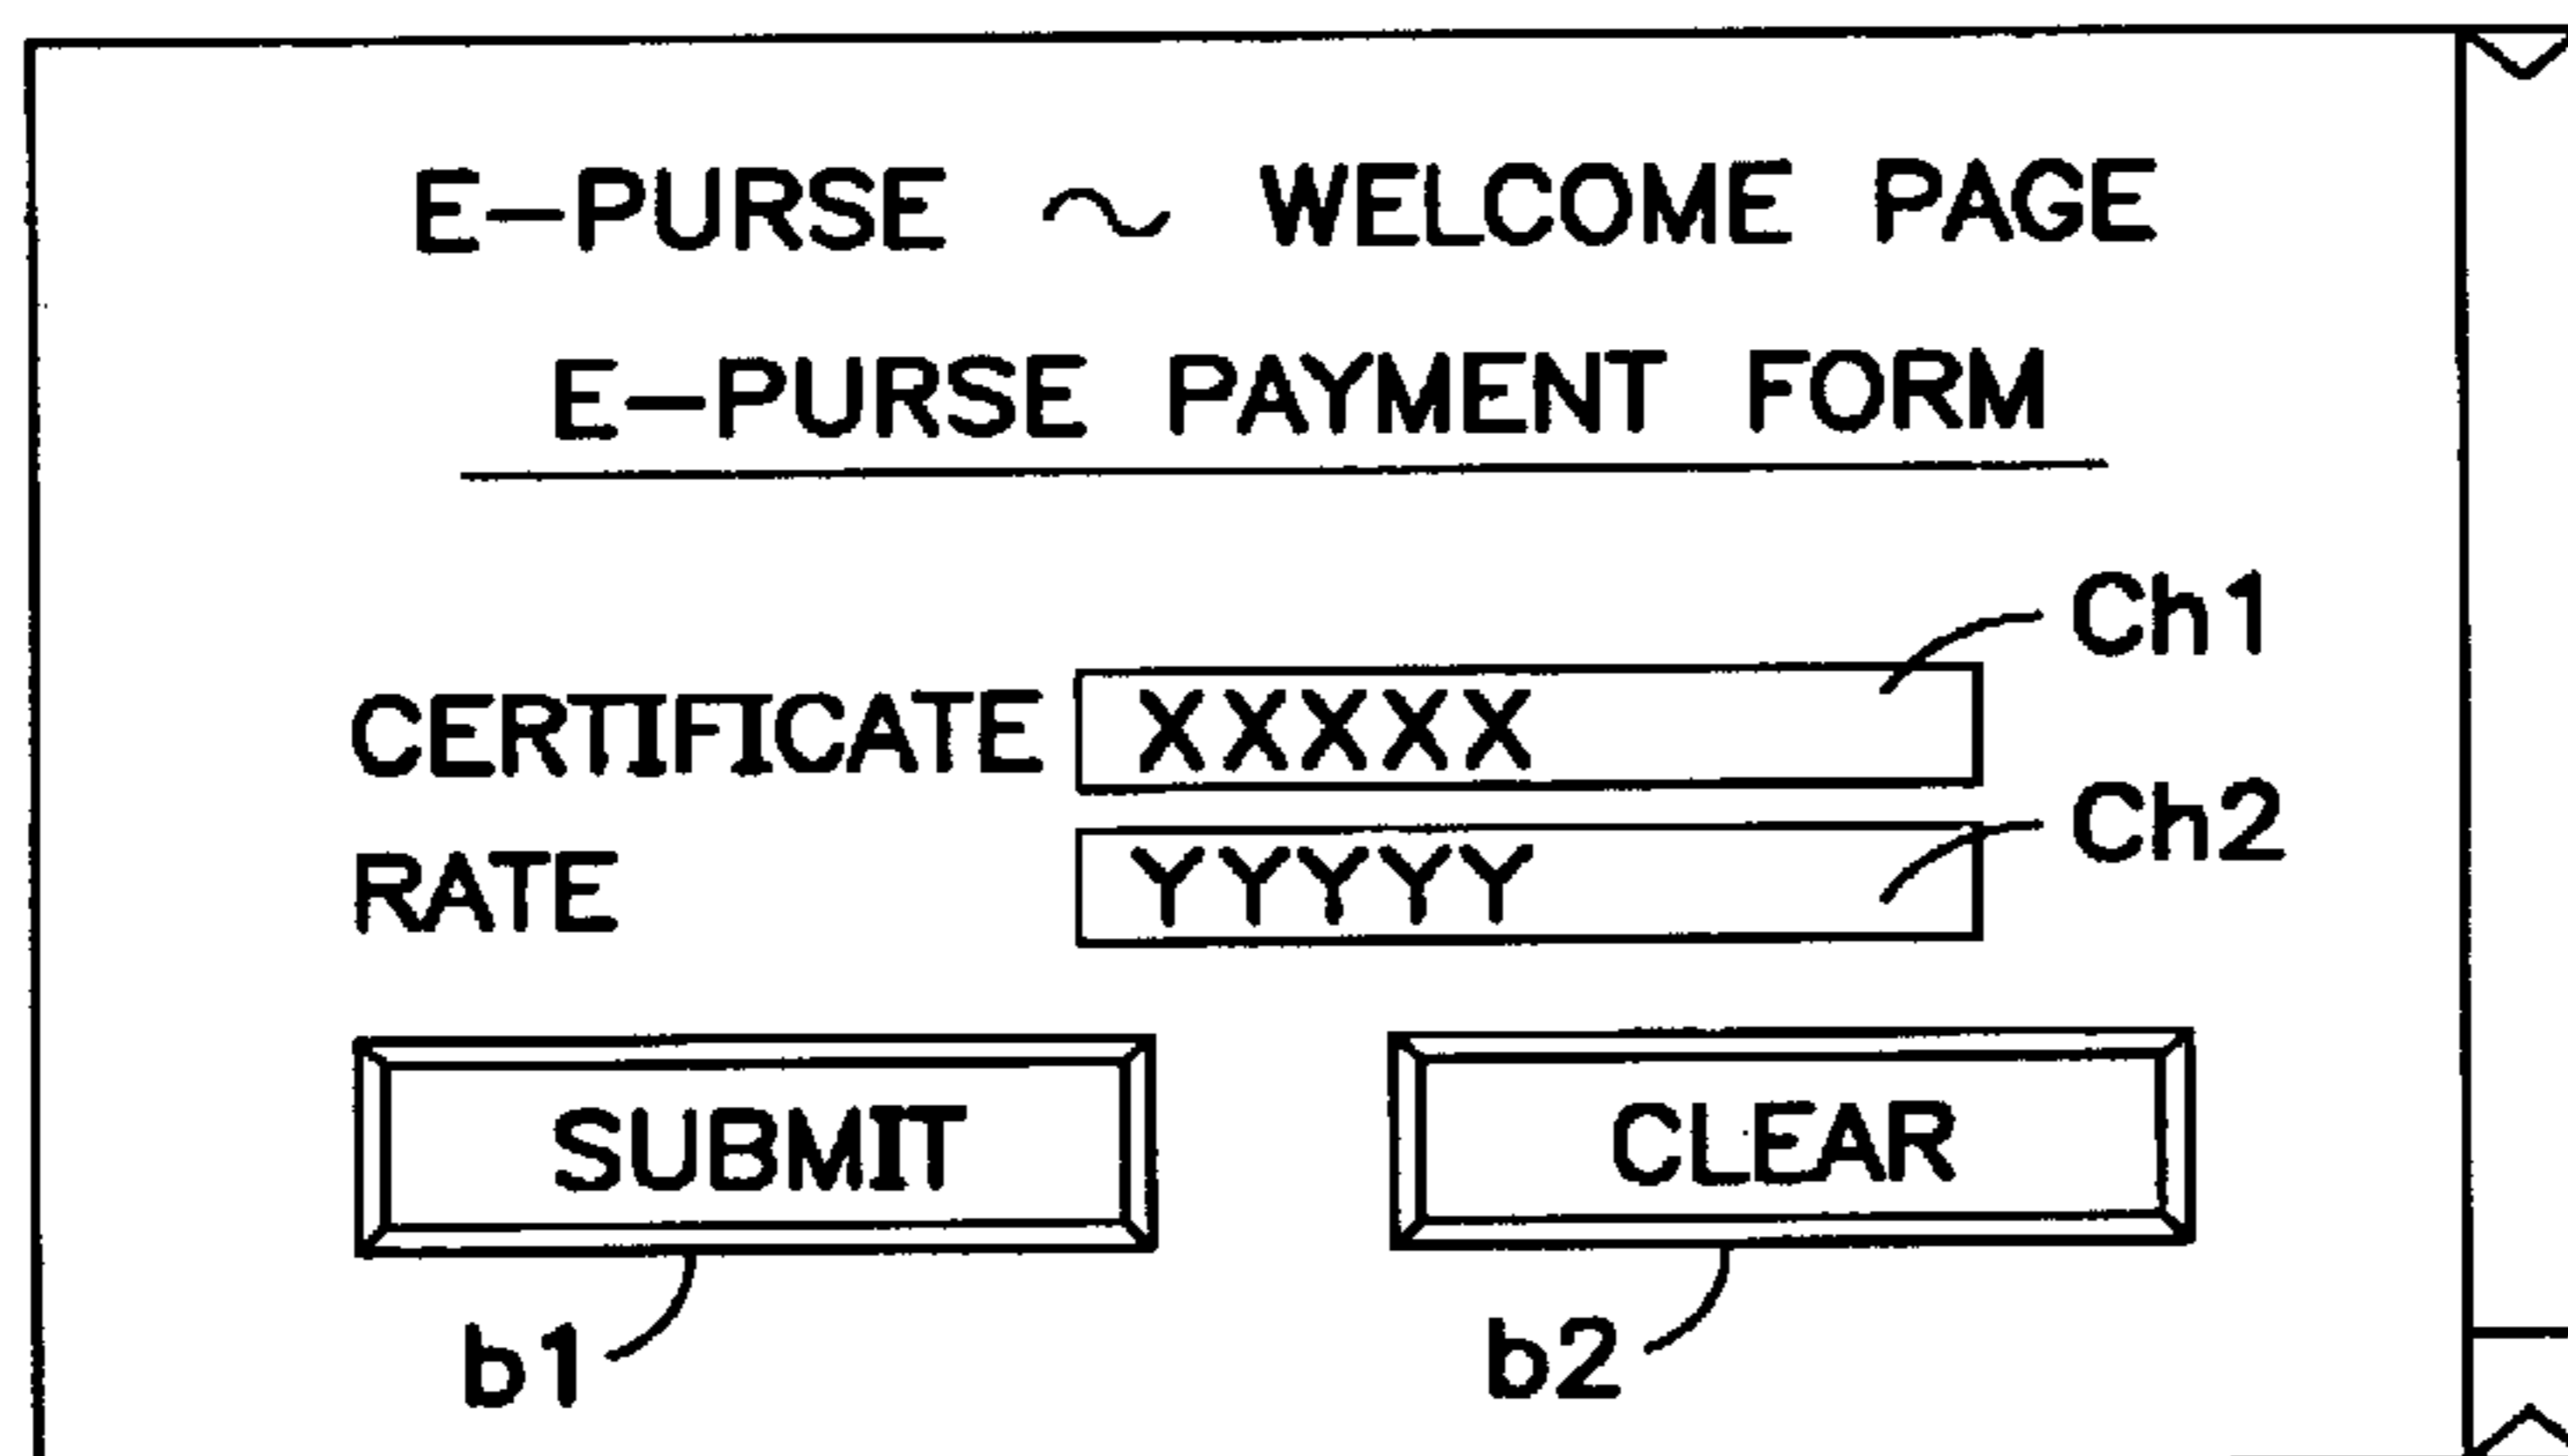 E-PURSE ~ WELCOME PAGE
E-PURSE PAYMENT FORM
Ch1
CERTIFICATE XXXXX
Ch2
RATE YYYYY
SUBMIT CLEAR
b1 b2